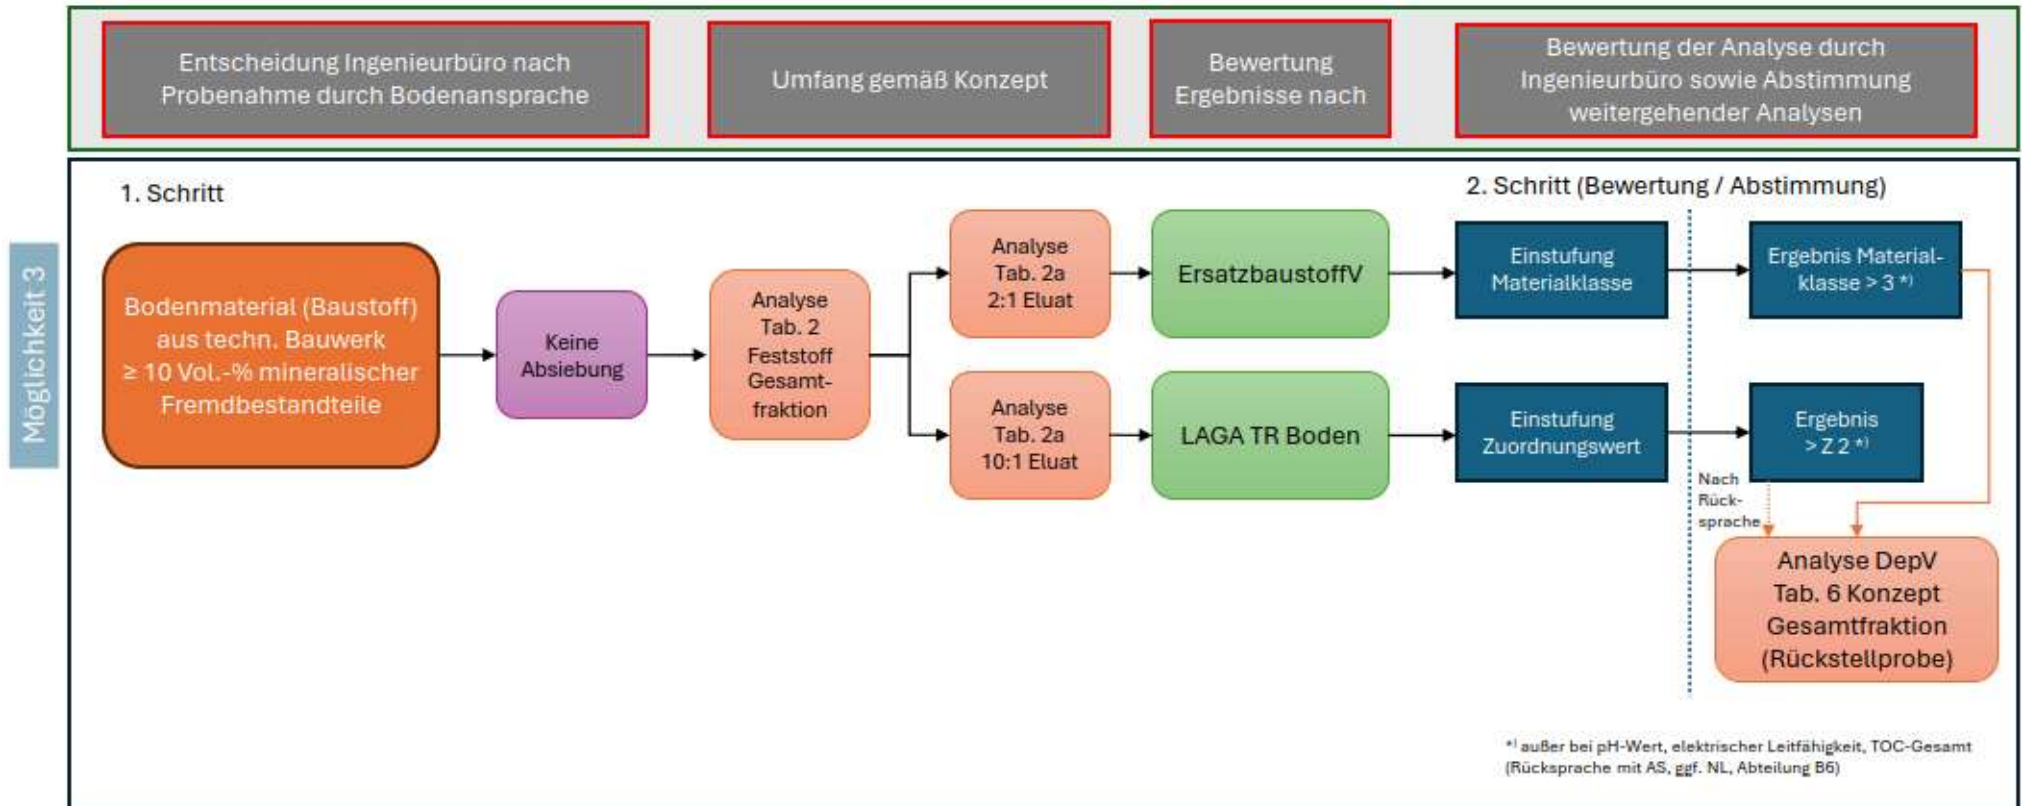 Entscheidung Ingenieurbüro nach
Probenahme durch Bodenansprache
Umfang gemäß Konzept
Bewertung
Ergebnisse nach
Bewertung der Analyse durch
Ingenieurbüro sowie Abstimmung
weitergehender Analysen
Möglichkeit 3
1. Schritt
2. Schritt (Bewertung / Abstimmung)
Bodenmaterial (Baustoff)
aus techn. Bauwerk
≥ 10 Vol.-% mineralischer
Fremdbestandteile
Keine
Absiebung
Analyse
Tab. 2
Feststoff
Gesamt-
fraktion
Analyse
Tab. 2a
2:1 Eluat
ErsatzbaustoffV
Einstufung
Materialklasse
Ergebnis Material-
klasse > 3 *)
Analyse
Tab. 2a
10:1 Eluat
LAGA TR Boden
Einstufung
Zuordnungswert
Ergebnis
> Z 2 *)
Nach
Rück-
sprache
Analyse DepV
Tab. 6 Konzept
Gesamtfraktion
(Rückstellprobe)
*) außer bei pH-Wert, elektrischer Leitfähigkeit, TOC-Gesamt
(Rücksprache mit AS, ggf. NL, Abteilung B6)